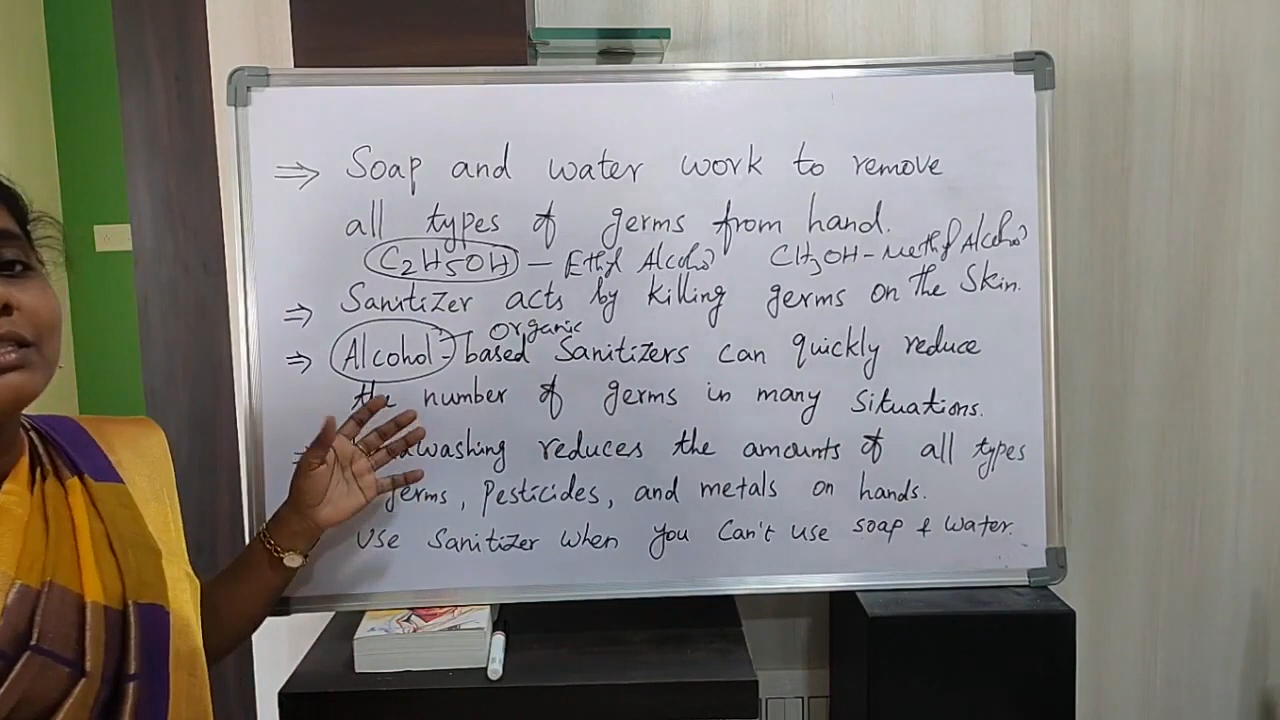 ⇒ Soap and water work to remove
all types of germs from hand.
C2H5OH – Ethyl Alcohol CH3OH – Methyl Alcohol
⇒ Sanitizer acts by killing germs on the Skin.
organic
⇒ Alcohol-based Sanitizers can quickly reduce
the number of germs in many situations.
reduces the amounts of all types
germs, Pesticides, and metals on hands.
Use Sanitizer when you Can't use soap & water.